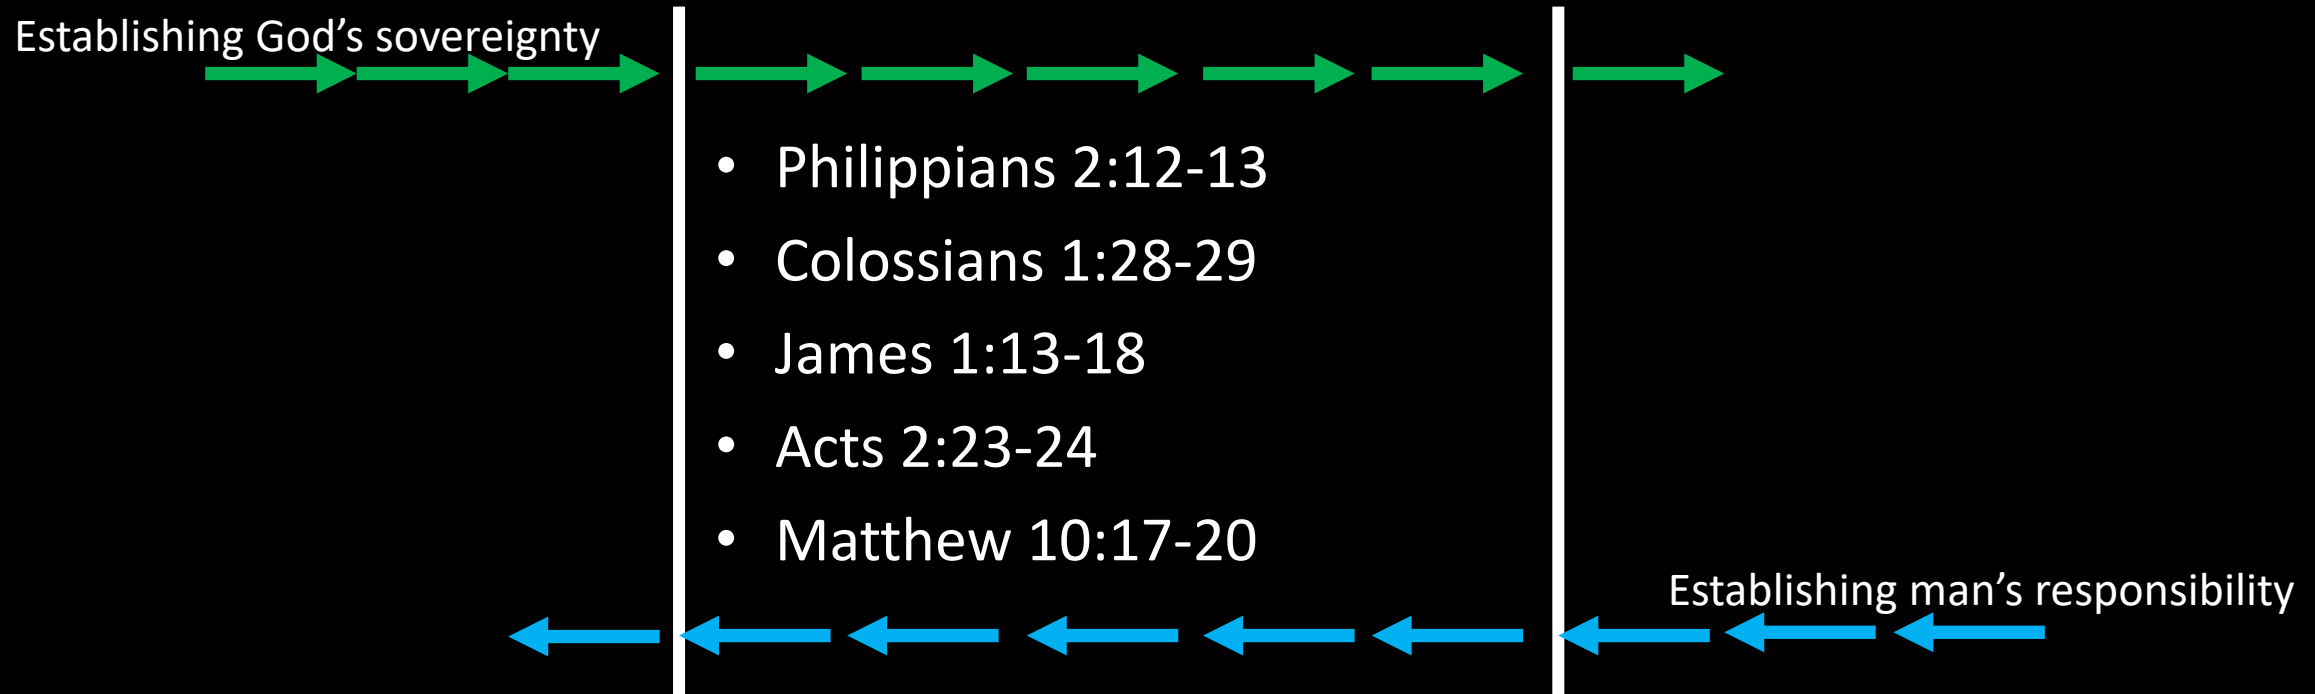 Establishing God’s sovereignty
• Philippians 2:12-13
• Colossians 1:28-29
• James 1:13-18
• Acts 2:23-24
• Matthew 10:17-20
Establishing man’s responsibility